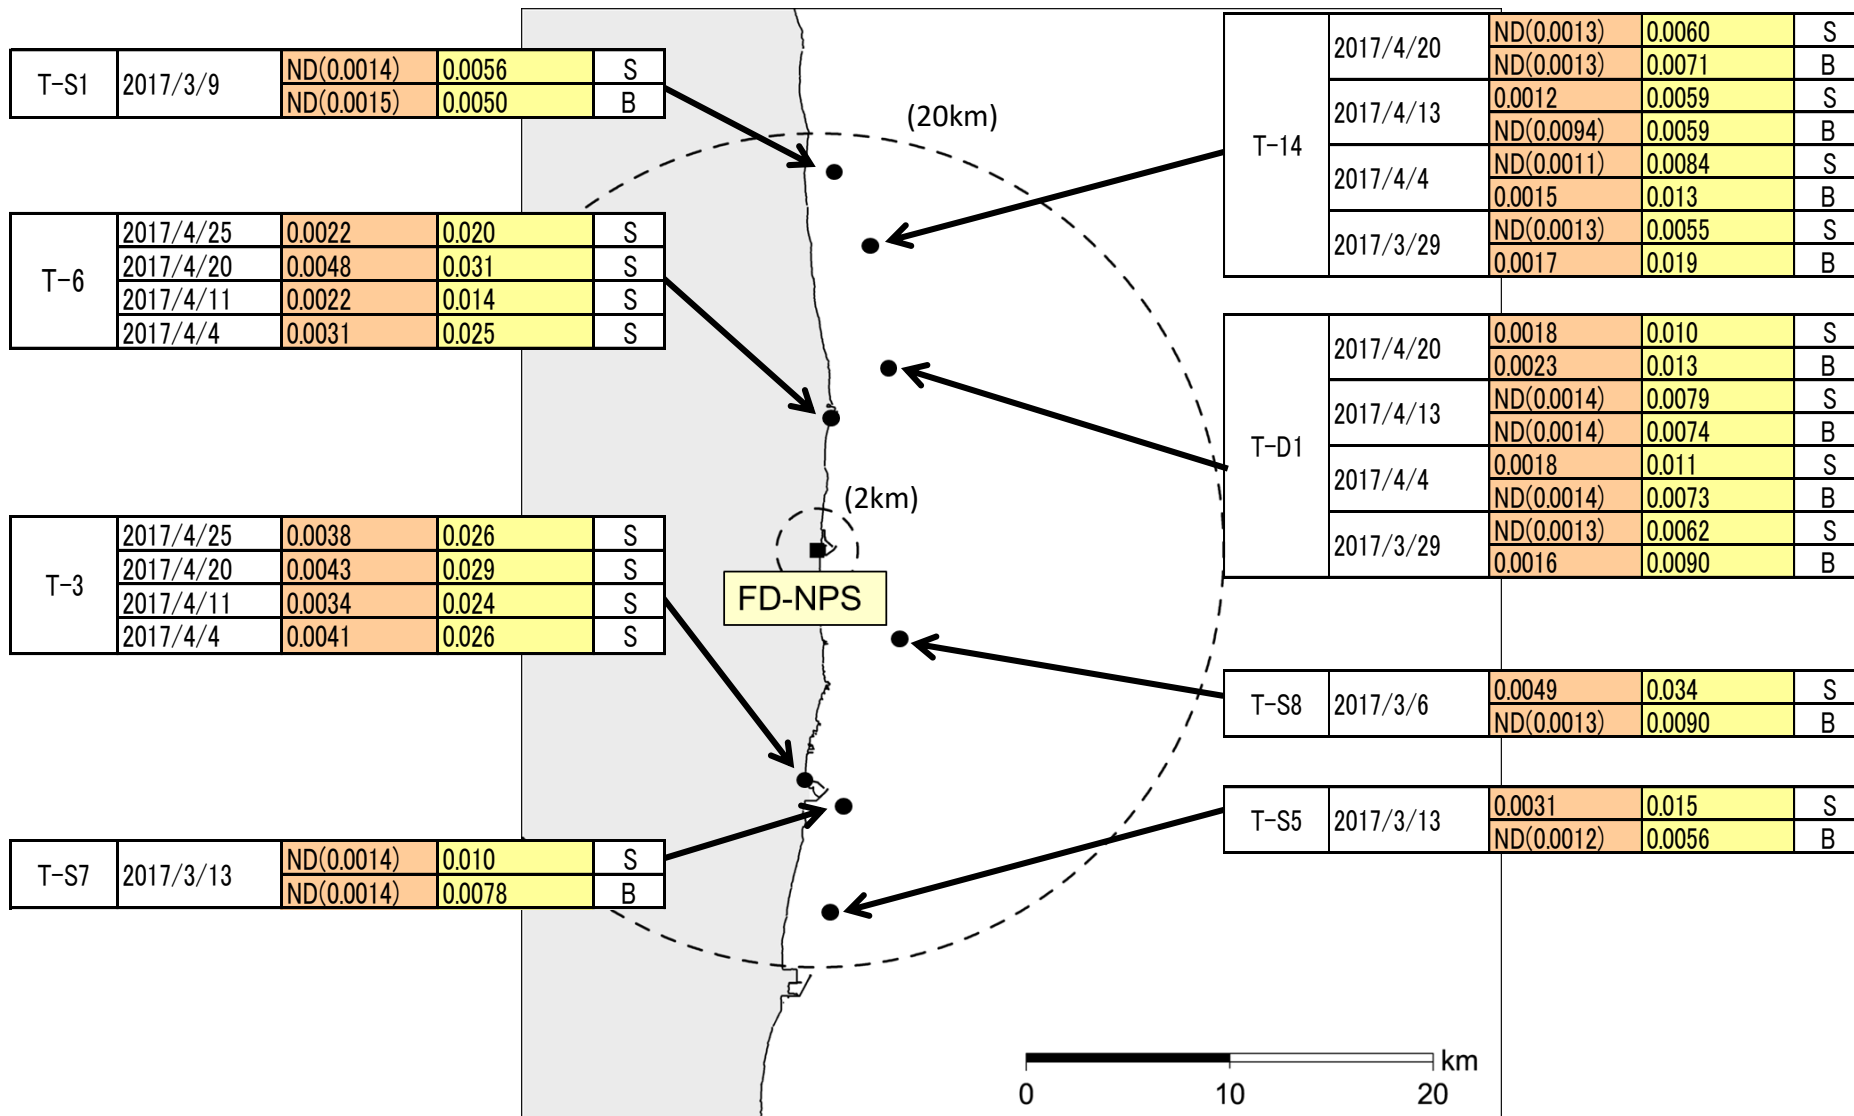 T-S1 2017/3/9 ND(0.0014) 0.0056 S
ND(0.0015) 0.0050 B
T-6 2017/4/25 0.0022 0.020 S
2017/4/20 0.0048 0.031 S
2017/4/11 0.0022 0.014 S
2017/4/4 0.0031 0.025 S
T-3 2017/4/25 0.0038 0.026 S
2017/4/20 0.0043 0.029 S
2017/4/11 0.0034 0.024 S
2017/4/4 0.0041 0.026 S
T-S7 2017/3/13 ND(0.0014) 0.010 S
ND(0.0014) 0.0078 B
(20km)
(2km)
FD-NPS
T-14 2017/4/20 ND(0.0013) 0.0060 S
ND(0.0013) 0.0071 B
2017/4/13 0.0012 0.0059 S
ND(0.0094) 0.0059 B
2017/4/4 ND(0.0011) 0.0084 S
0.0015 0.013 B
2017/3/29 ND(0.0013) 0.0055 S
0.0017 0.019 B
T-D1 2017/4/20 0.0018 0.010 S
0.0023 0.013 B
2017/4/13 ND(0.0014) 0.0079 S
ND(0.0014) 0.0074 B
2017/4/4 0.0018 0.011 S
ND(0.0014) 0.0073 B
2017/3/29 ND(0.0013) 0.0062 S
0.0016 0.0090 B
T-S8 2017/3/6 0.0049 0.034 S
ND(0.0013) 0.0090 B
T-S5 2017/3/13 0.0031 0.015 S
ND(0.0012) 0.0056 B
km
0 10 20